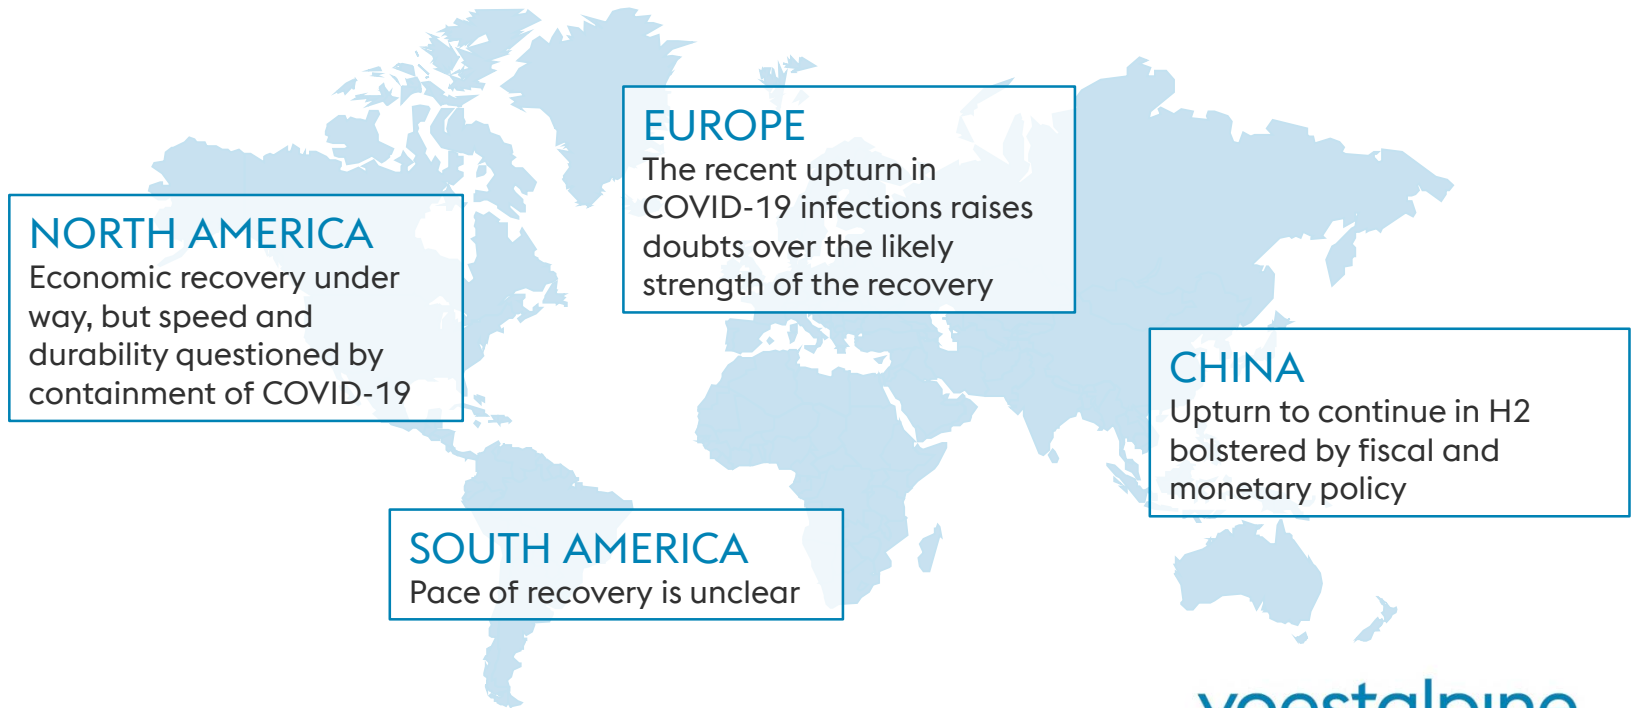 EUROPE
The recent upturn in
COVID-19 infections raises
doubts over the likely
strength of the recovery
NORTH AMERICA
Economic recovery under
way, but speed and
durability questioned by
containment of COVID-19
CHINA
Upturn to continue in H2
bolstered by fiscal and
monetary policy
SOUTH AMERICA
Pace of recovery is unclear
voestalpine